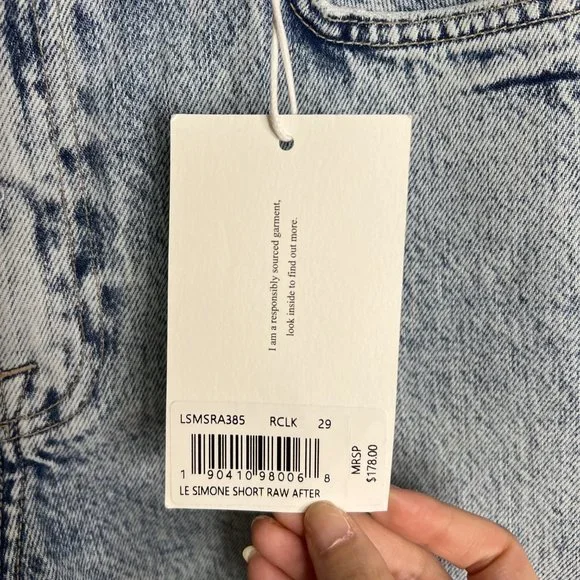 I am a responsibly sourced garment,
look inside to find out more.
LSMSRA385 RCLK 29
1 90410 98006 8
LE SIMONE SHORT RAW AFTER
MRSP
$178.00